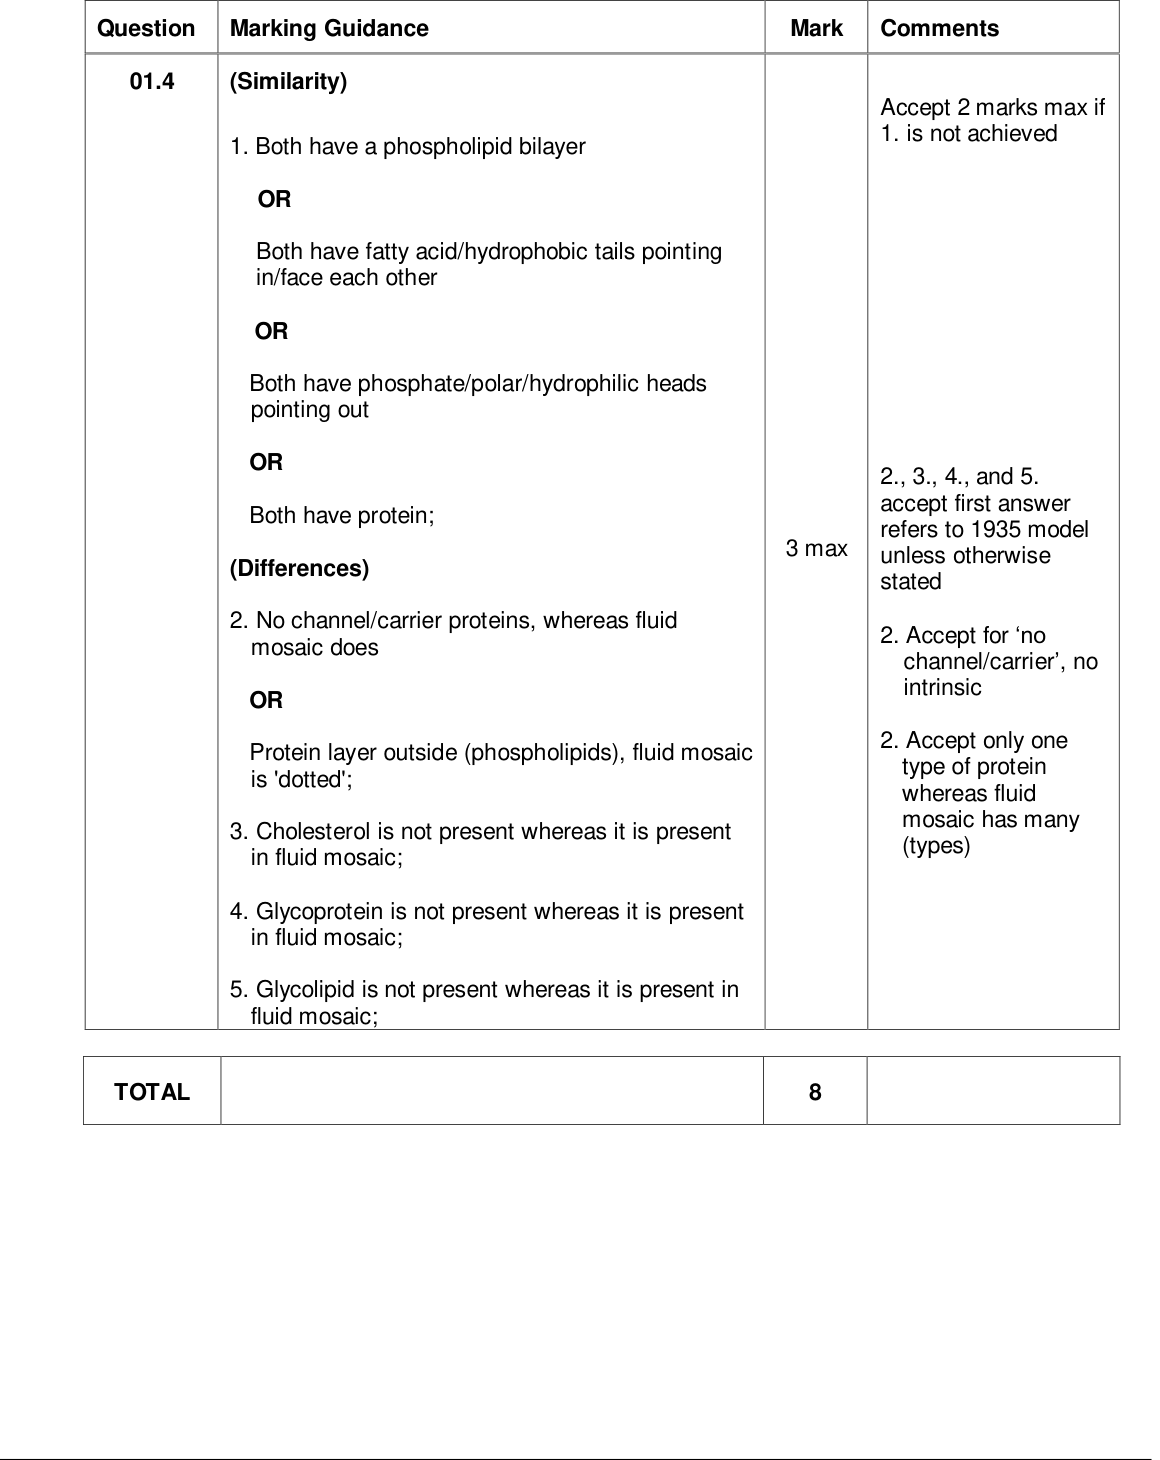 Question Marking Guidance Mark Comments
01.4 (Similarity)
Accept 2 marks max if
1. is not achieved
1. Both have a phospholipid bilayer
OR
Both have fatty acid/hydrophobic tails pointing
in/face each other
OR
Both have phosphate/polar/hydrophilic heads
pointing out
OR
Both have protein;
(Differences)
2. No channel/carrier proteins, whereas fluid
mosaic does
OR
Protein layer outside (phospholipids), fluid mosaic
is 'dotted';
3. Cholesterol is not present whereas it is present
in fluid mosaic;
4. Glycoprotein is not present whereas it is present
in fluid mosaic;
5. Glycolipid is not present whereas it is present in
fluid mosaic;
3 max
2., 3., 4., and 5.
accept first answer
refers to 1935 model
unless otherwise
stated
2. Accept for ‘no
channel/carrier’, no
intrinsic
2. Accept only one
type of protein
whereas fluid
mosaic has many
(types)
TOTAL 8